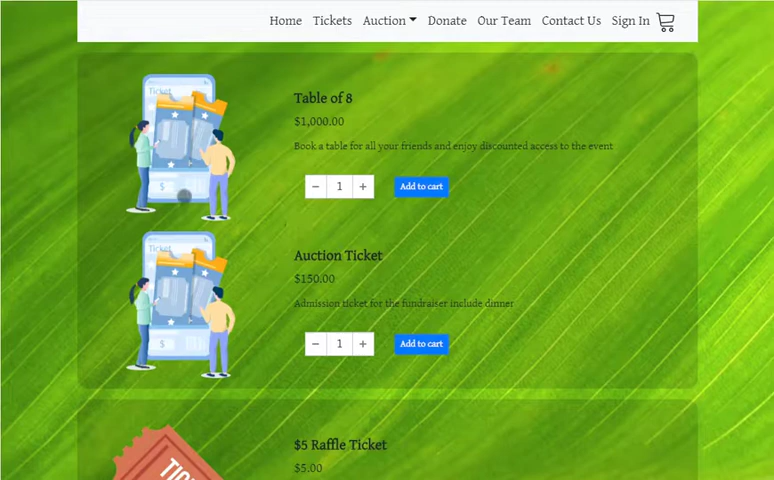 Home Tickets Auction Donate Our Team Contact Us Sign In
Ticket
Table of 8
$1,000.00
Book a table for all your friends and enjoy discounted access to the event
$
− 1 + Add to cart
Ticket
Auction Ticket
$150.00
Admission ticket for the fundraiser include dinner
$
− 1 + Add to cart
$5 Raffle Ticket
$5.00